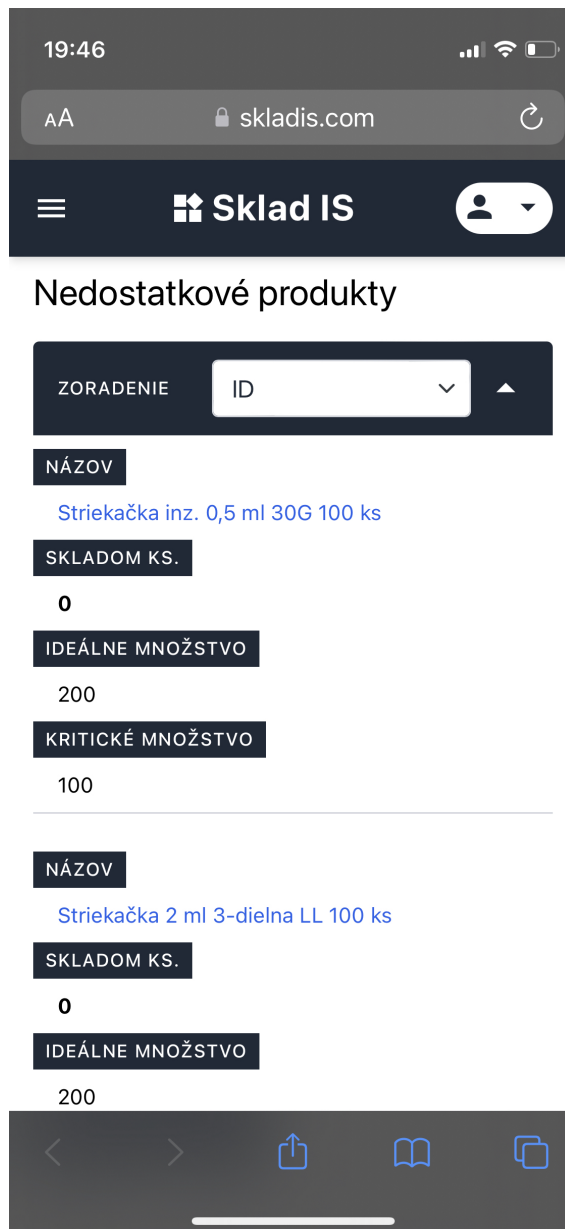 19:46
AA skladis.com
Sklad IS
Nedostatkové produkty
ZORADENIE ID
NÁZOV
Striekačka inz. 0,5 ml 30G 100 ks
SKLADOM KS.
0
IDEÁLNE MNOŽSTVO
200
KRITICKÉ MNOŽSTVO
100
NÁZOV
Striekačka 2 ml 3-dielna LL 100 ks
SKLADOM KS.
0
IDEÁLNE MNOŽSTVO
200